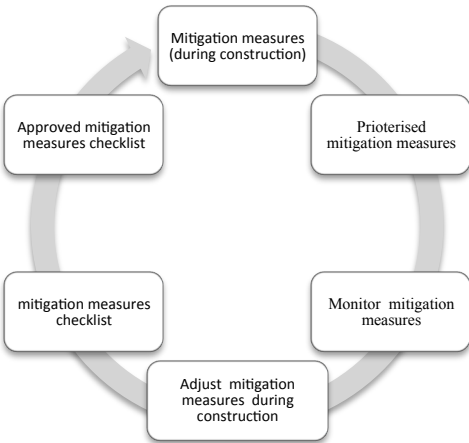 Mitigation measures
(during construction)
Prioterised
mitigation measures
Monitor mitigation
measures
Adjust mitigation
measures during
construction
mitigation measures
checklist
Approved mitigation
measures checklist